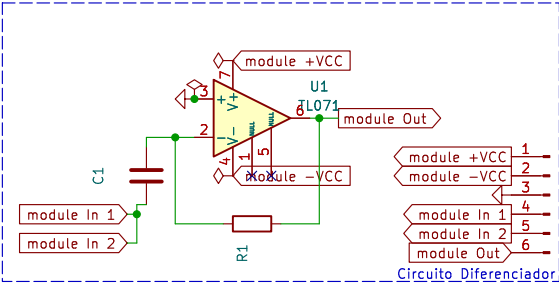 module +VCC
7
U1
TL071
3
+
V+
6
module Out
2
-
V-
NULL
NULL
4
1
5
module -VCC
C1
module In 1
module In 2
R1
module +VCC 1
module -VCC 2
3
module In 1 4
module In 2 5
module Out 6
Circuito Diferenciador